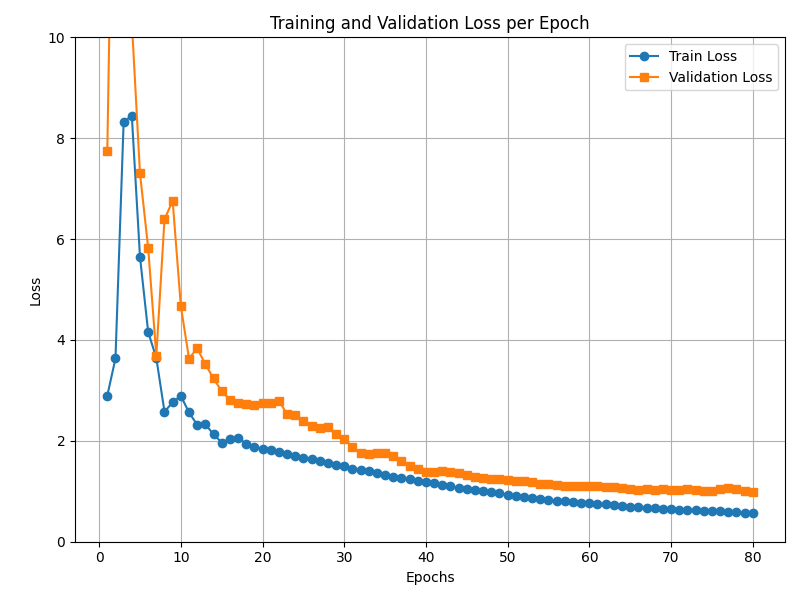 Training and Validation Loss per Epoch
Train Loss
Validation Loss
Loss
10
8
6
4
2
0
0 10 20 30 40 50 60 70 80
Epochs